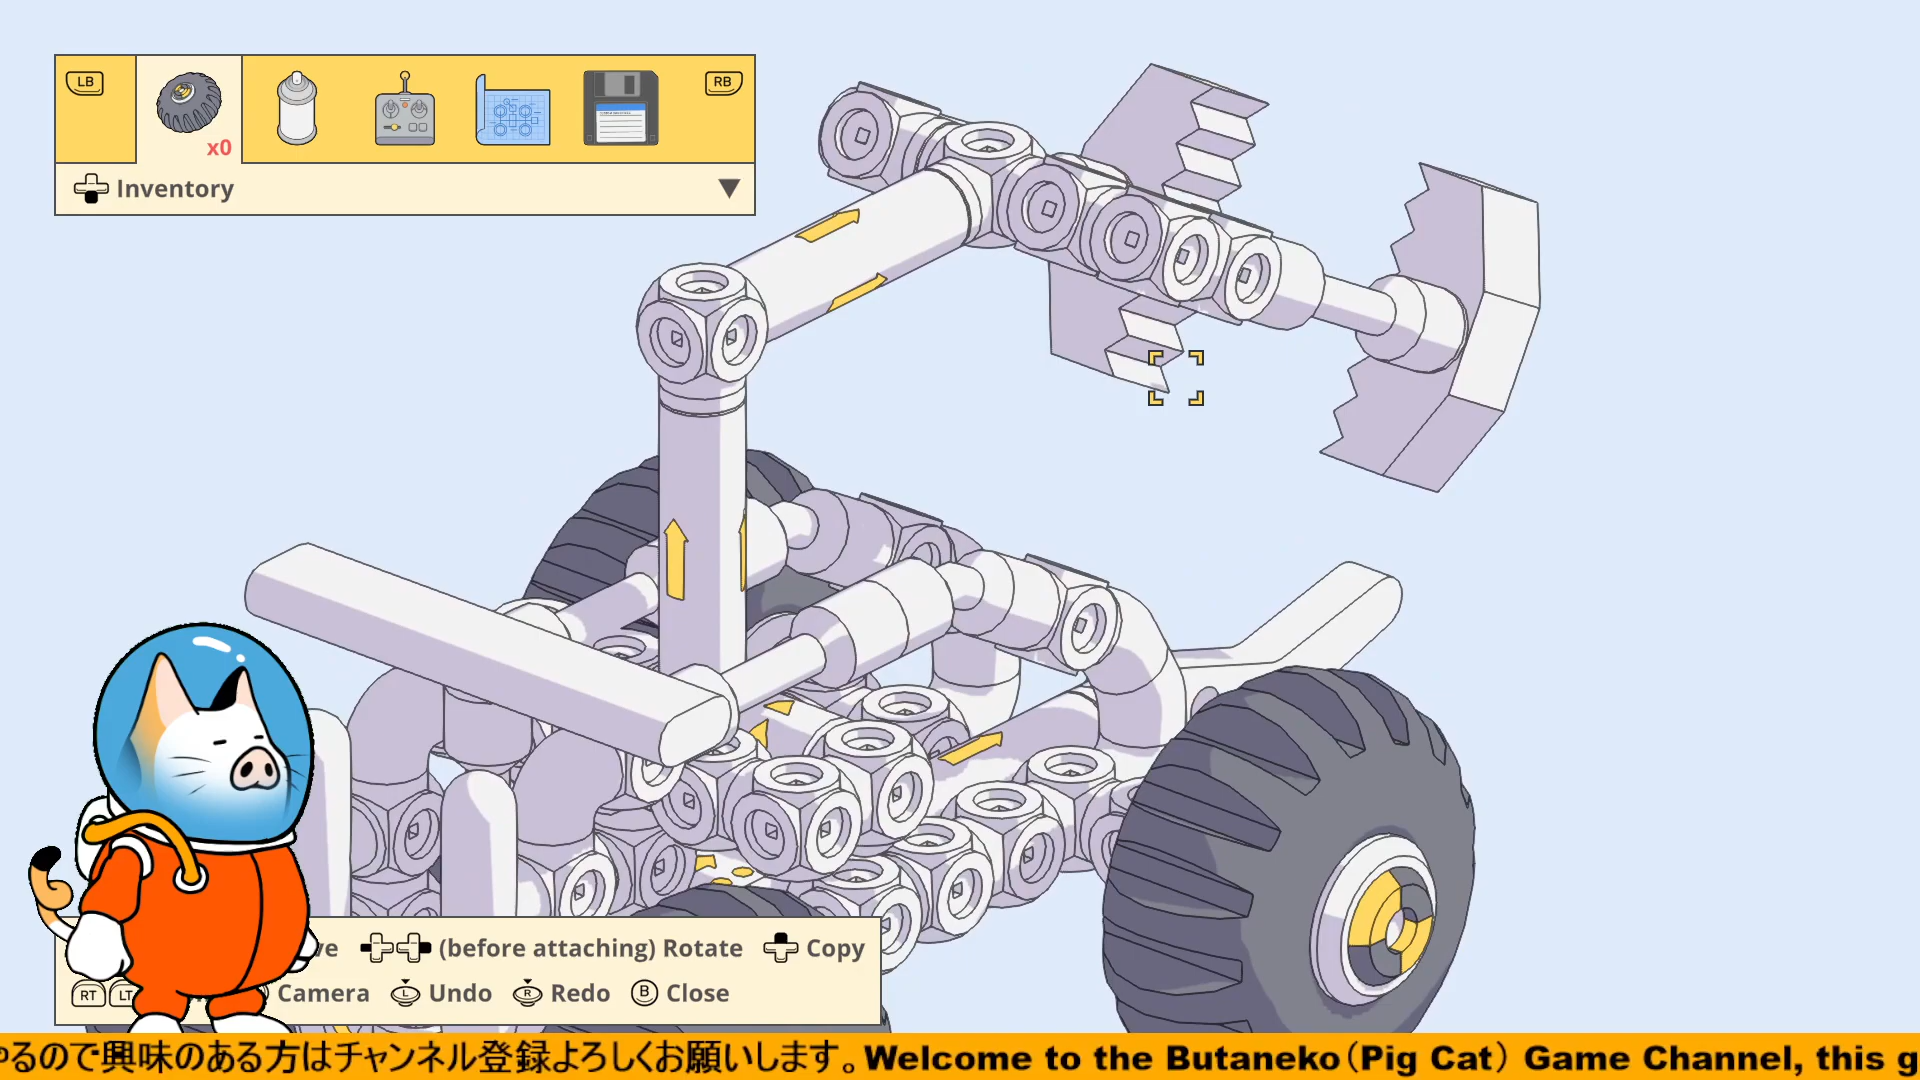 LB
RB
x0
Inventory
ve (before attaching) Rotate Copy
RT LT Camera L Undo R Redo B Close
るので興味のある方はチャンネル登録よろしくお願いします。Welcome to the Butaneko（Pig Cat） Game Channel, this g